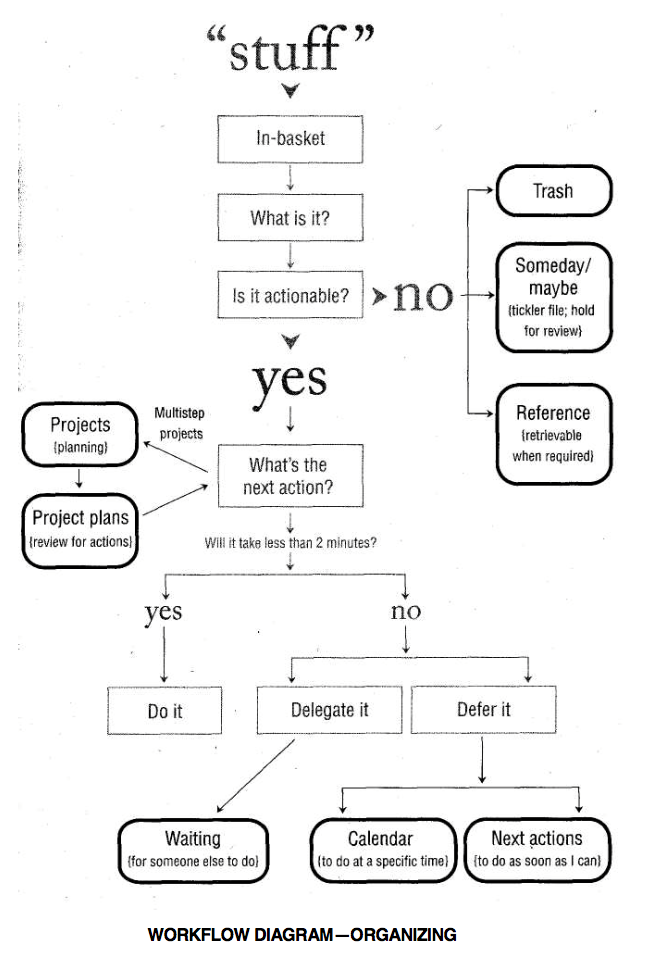 “stuff”
In-basket
What is it?
Is it actionable?
no
Trash
Someday/
maybe
{tickler file; hold
for review}
Reference
{retrievable
when required}
yes
Multistep
projects
Projects
{planning}
Project plans
{review for actions}
What's the
next action?
Will it take less than 2 minutes?
yes
no
Do it
Delegate it
Defer it
Waiting
{for someone else to do}
Calendar
{to do at a specific time}
Next actions
{to do as soon as I can}
WORKFLOW DIAGRAM—ORGANIZING